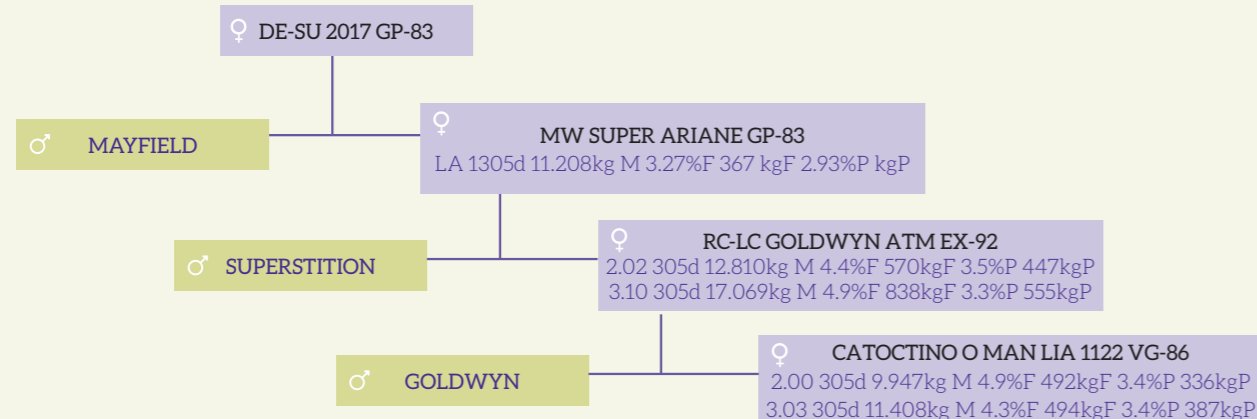 DE-SU 2017 GP-83
MAYFIELD
MW SUPER ARIANE GP-83
LA 1305d 11.208kg M 3.27%F 367 kgF 2.93%P kgP
SUPERSTITION
RC-LC GOLDWYN ATM EX-92
2.02 305d 12.810kg M 4.4%F 570kgF 3.5%P 447kgP
3.10 305d 17.069kg M 4.9%F 838kgF 3.3%P 555kgP
GOLDWYN
CATOCTINO O MAN LIA 1122 VG-86
2.00 305d 9.947kg M 4.9%F 492kgF 3.4%P 336kgP
3.03 305d 11.408kg M 4.3%F 494kgF 3.4%P 387kgP